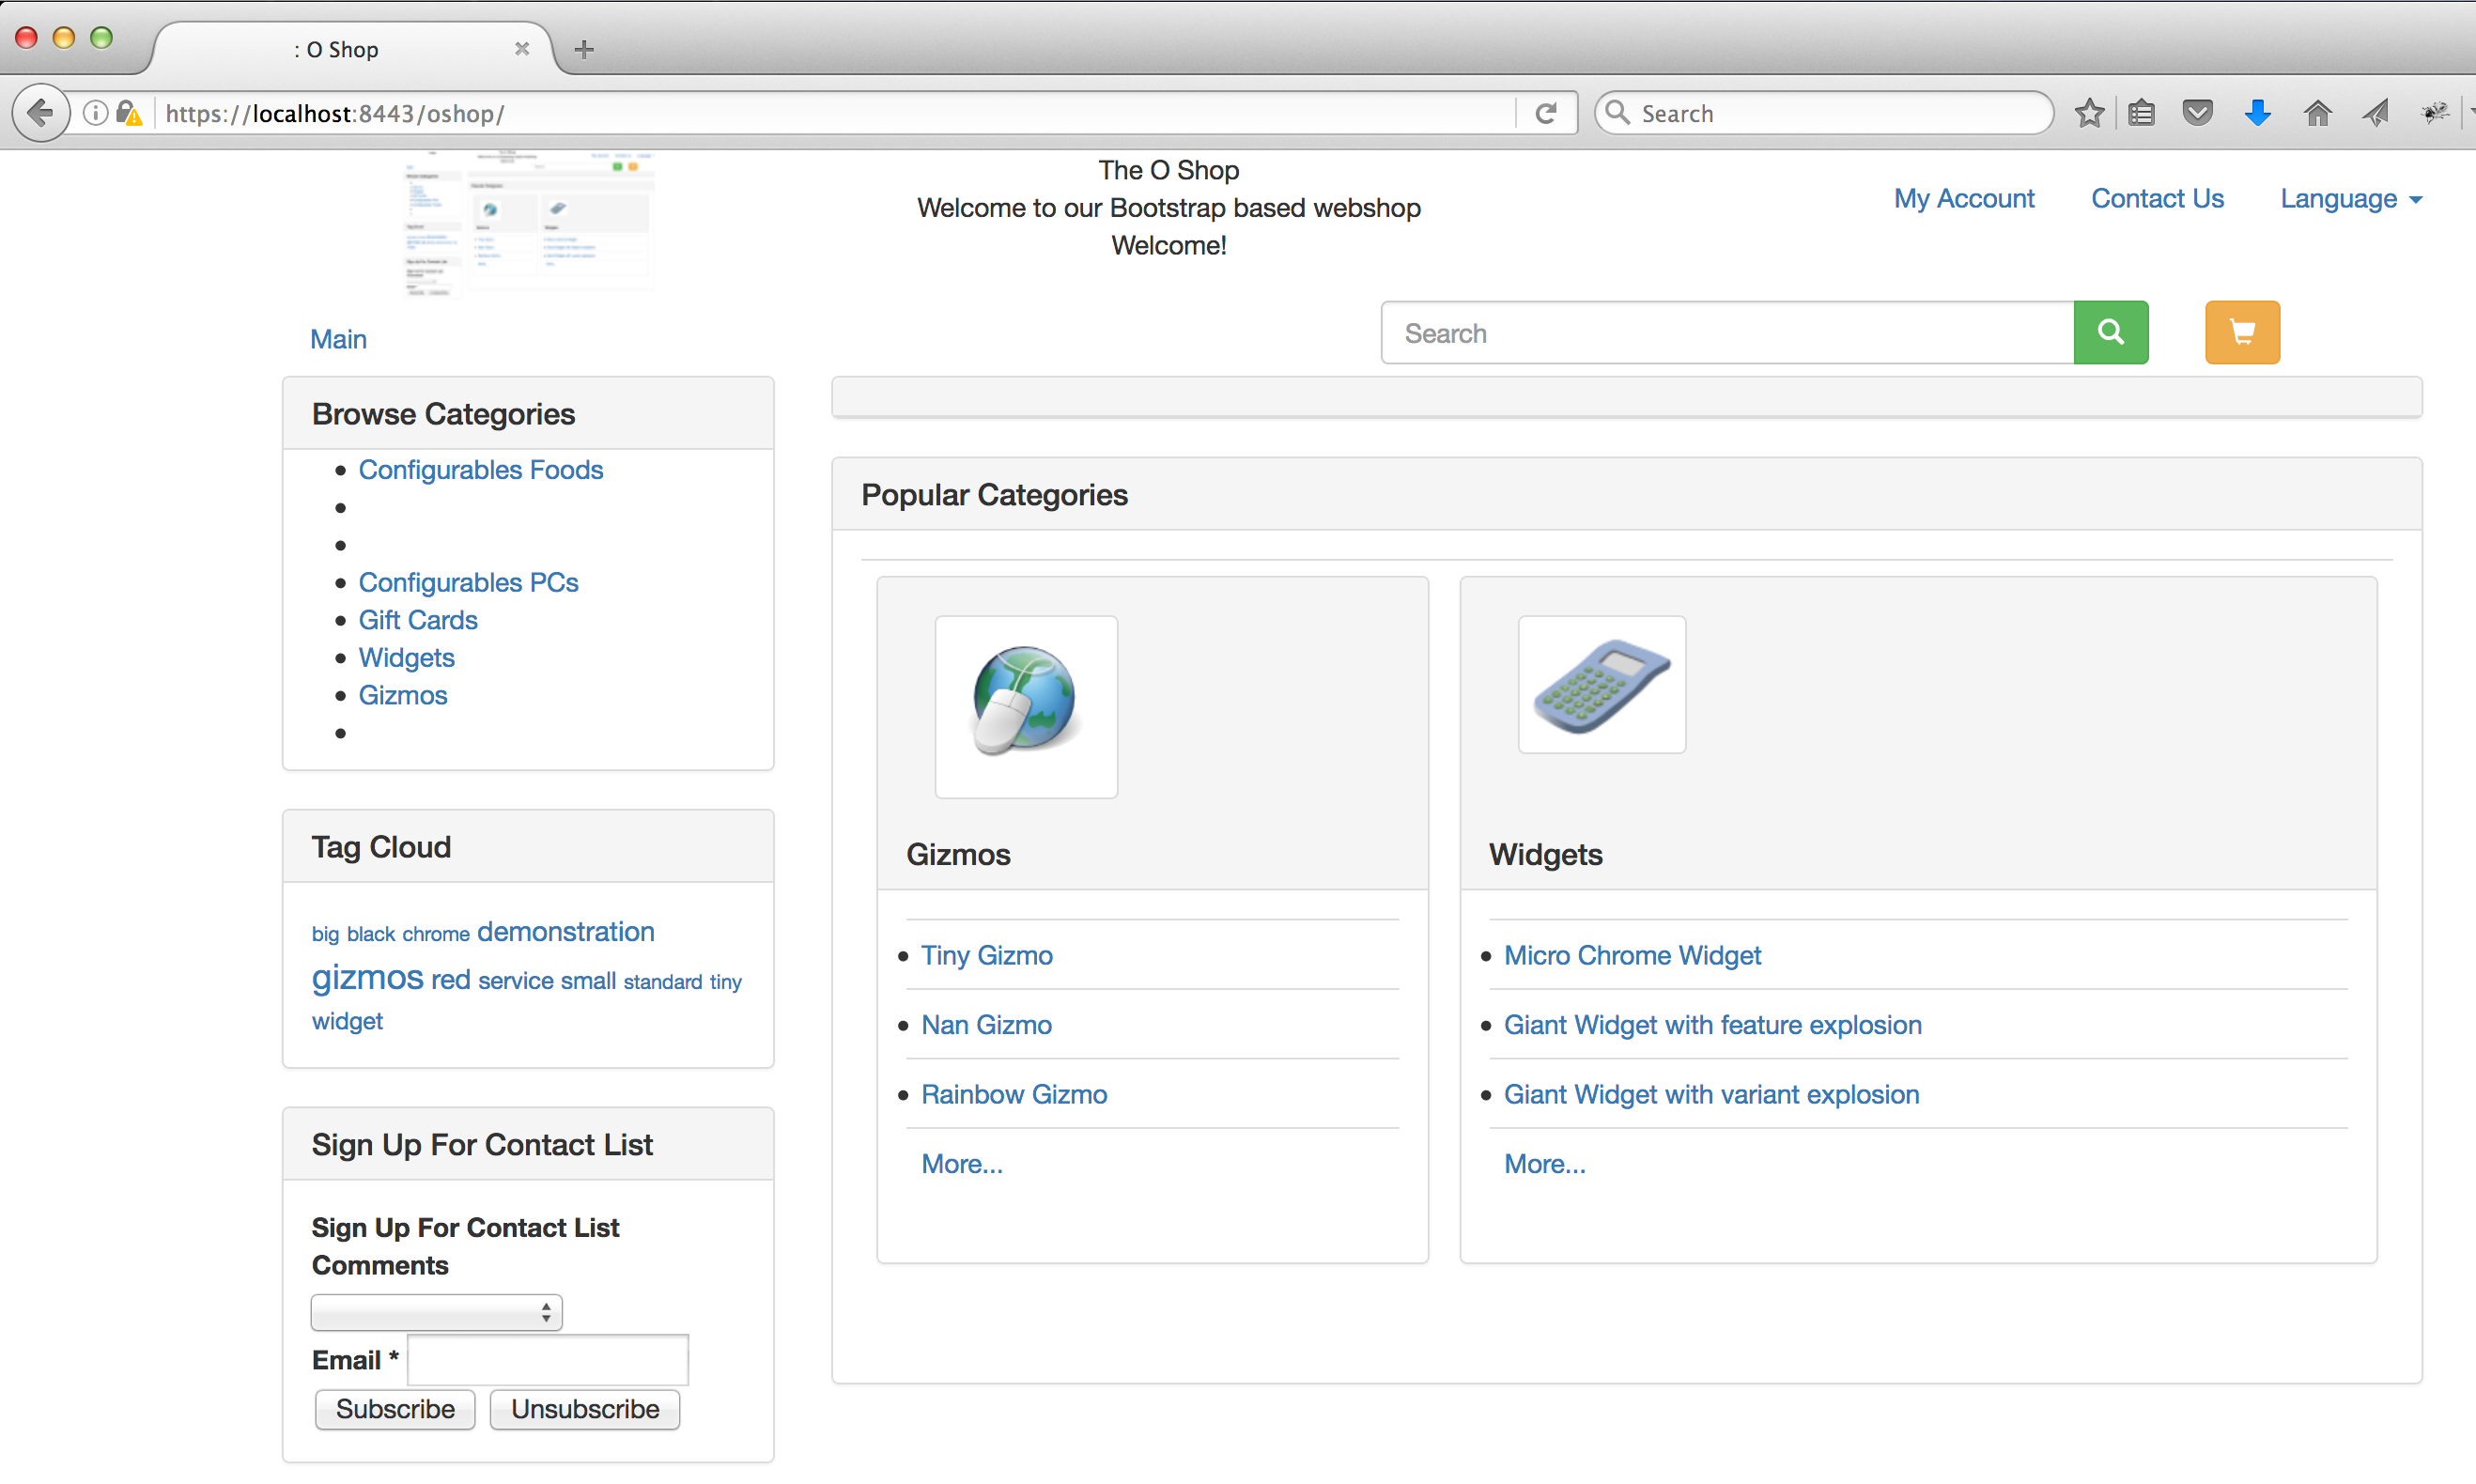 : O Shop
https://localhost:8443/oshop/
Search
The O Shop
Welcome to our Bootstrap based webshop
Welcome!
My Account
Contact Us
Language
Main
Search
Browse Categories
Configurables Foods
Configurables PCs
Gift Cards
Widgets
Gizmos
Tag Cloud
big black chrome demonstration
gizmos red service small standard tiny
widget
Sign Up For Contact List
Sign Up For Contact List
Comments
Email *
Subscribe
Unsubscribe
Popular Categories
Gizmos
Tiny Gizmo
Nan Gizmo
Rainbow Gizmo
More...
Widgets
Micro Chrome Widget
Giant Widget with feature explosion
Giant Widget with variant explosion
More...